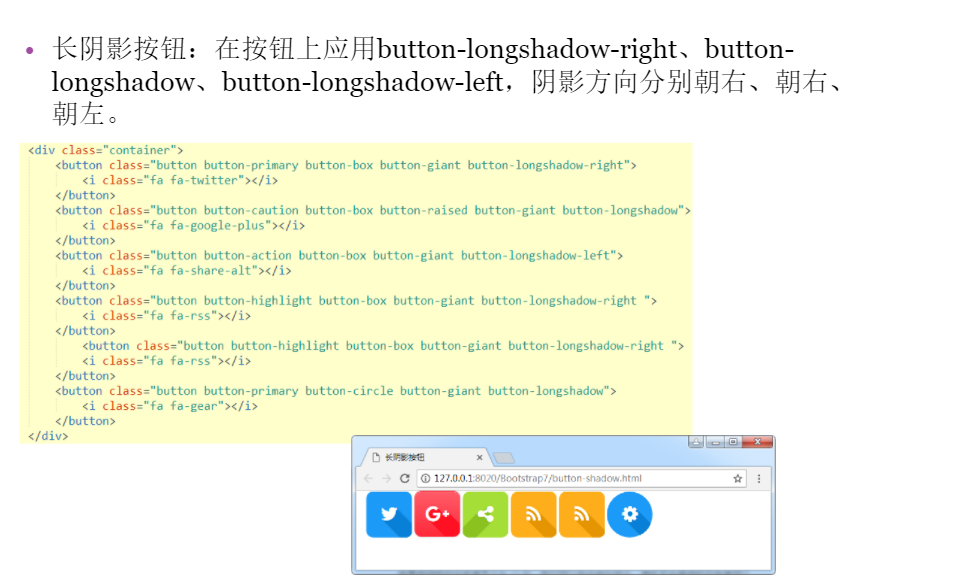 • 长阴影按钮：在按钮上应用button-longshadow-right、button-
longshadow、button-longshadow-left，阴影方向分别朝右、朝右、
朝左。
<div class="container">
    <button class="button button-primary button-box button-giant button-longshadow-right">
        <i class="fa fa-twitter"></i>
    </button>
    <button class="button button-caution button-box button-raised button-giant button-longshadow">
        <i class="fa fa-google-plus"></i>
    </button>
    <button class="button button-action button-box button-giant button-longshadow-left">
        <i class="fa fa-share-alt"></i>
    </button>
    <button class="button button-highlight button-box button-giant button-longshadow-right ">
        <i class="fa fa-rss"></i>
    </button>
        <button class="button button-highlight button-box button-giant button-longshadow-right ">
        <i class="fa fa-rss"></i>
    </button>
    <button class="button button-primary button-circle button-giant button-longshadow">
        <i class="fa fa-gear"></i>
    </button>
</div>
长阴影按钮
127.0.0.1:8020/Bootstrap7/button-shadow.html
G+